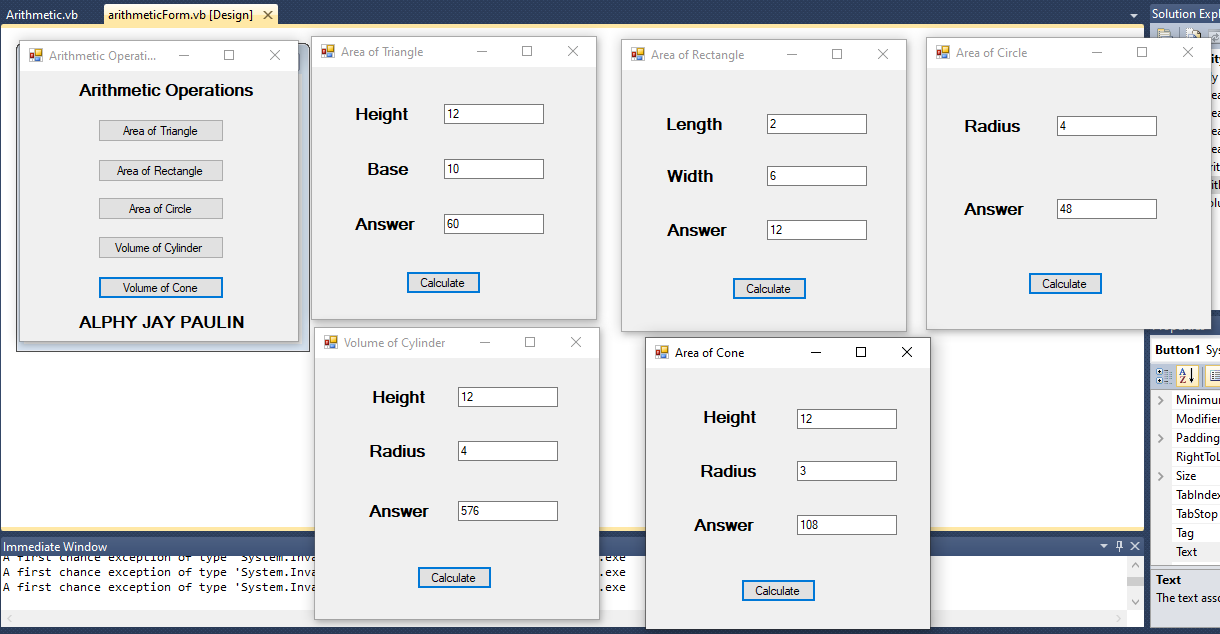 Arithmetic.vb
arithmeticForm.vb [Design]
Solution Expl
Arithmetic Operati...
Arithmetic Operations
Area of Triangle
Area of Rectangle
Area of Circle
Volume of Cylinder
Volume of Cone
ALPHY JAY PAULIN
Area of Triangle
Height 12
Base 10
Answer 60
Calculate
Area of Rectangle
Length 2
Width 6
Answer 12
Calculate
Area of Circle
Radius 4
Answer 48
Calculate
Volume of Cylinder
Height 12
Radius 4
Answer 576
Calculate
Area of Cone
Height 12
Radius 3
Answer 108
Calculate
Button1 Sys
Minimum
Modifier
Padding
RightToL
Size
TabIndex
TabStop
Tag
Text
Text
The text asso
Immediate Window
A first chance exception of type 'System.Inva .exe
A first chance exception of type 'System.Inva .exe
A first chance exception of type 'System.Inva .exe